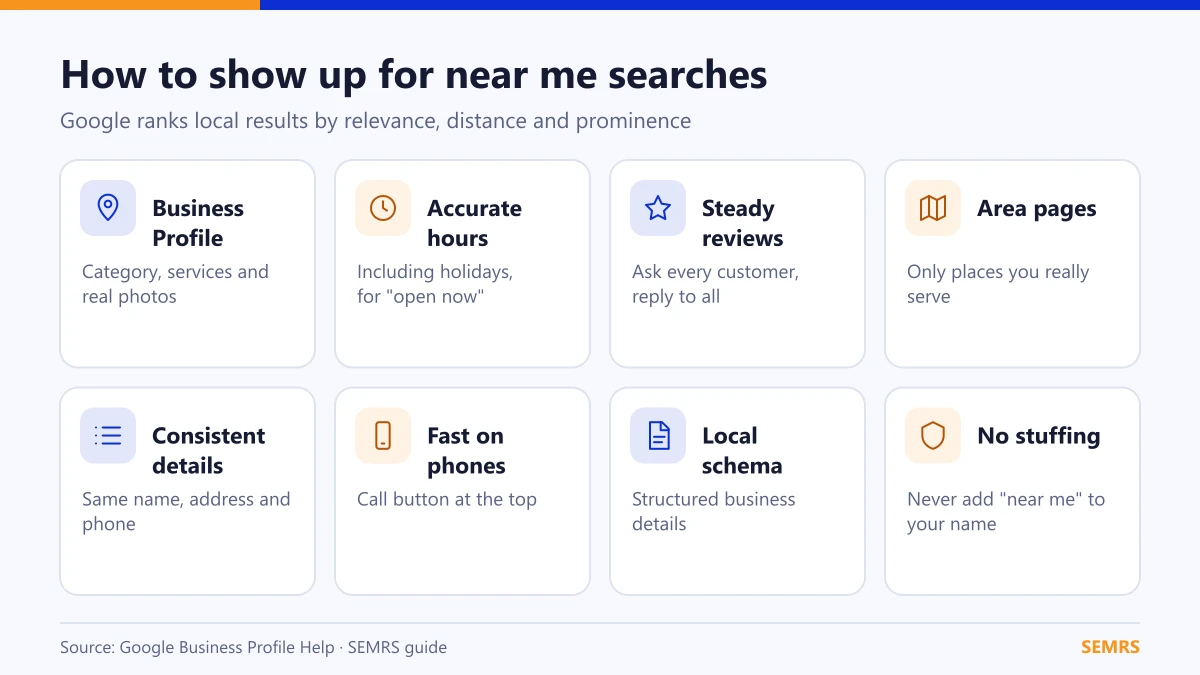 How to show up for near me searches
Google ranks local results by relevance, distance and prominence
Business
Profile
Category, services and
real photos
Accurate
hours
Including holidays,
for "open now"
Steady
reviews
Ask every customer,
reply to all
Area pages
Only places you really
serve
Consistent
details
Same name, address and
phone
Fast on
phones
Call button at the top
Local
schema
Structured business
details
No stuffing
Never add "near me" to
your name
Source: Google Business Profile Help · SEMRS guide
SEMRS